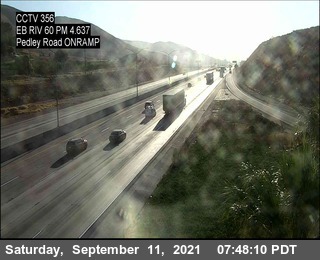 CCTV 356
EB RIV 60 PM 4.637
Pedley Road ONRAMP
Saturday, September 11, 2021 07:48:10 PDT